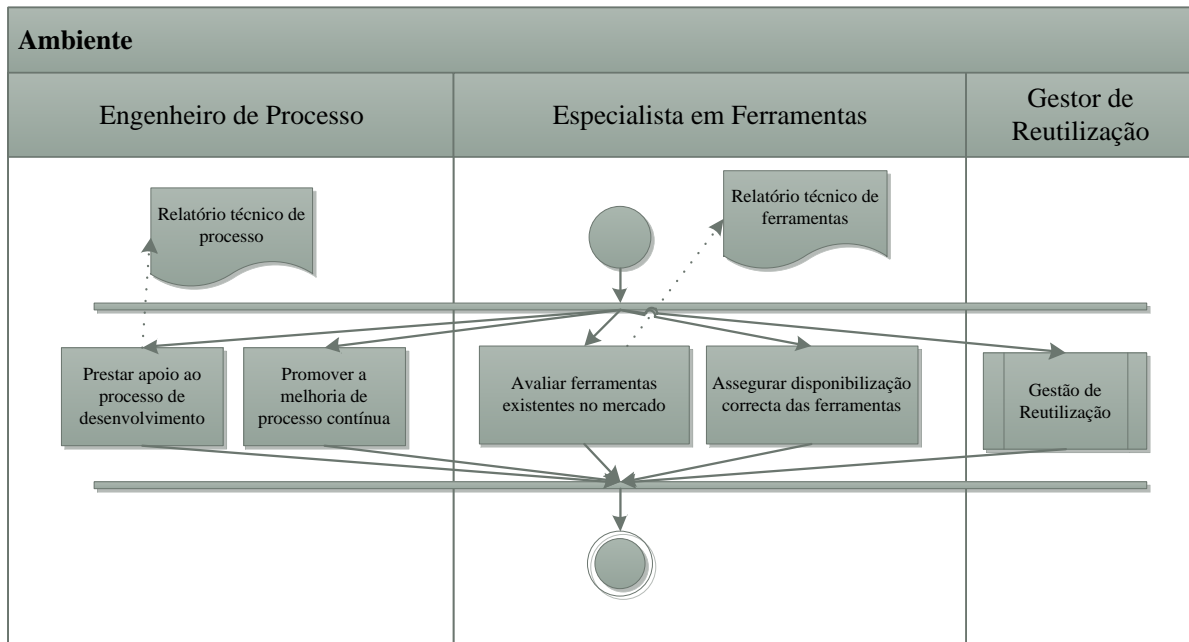 Ambiente
Engenheiro de Processo
Especialista em Ferramentas
Gestor de
Reutilização
Relatório técnico de
processo
Relatório técnico de
ferramentas
Prestar apoio ao
processo de
desenvolvimento
Promover a
melhoria de
processo contínua
Avaliar ferramentas
existentes no mercado
Assegurar disponibilização
correcta das ferramentas
Gestão de
Reutilização